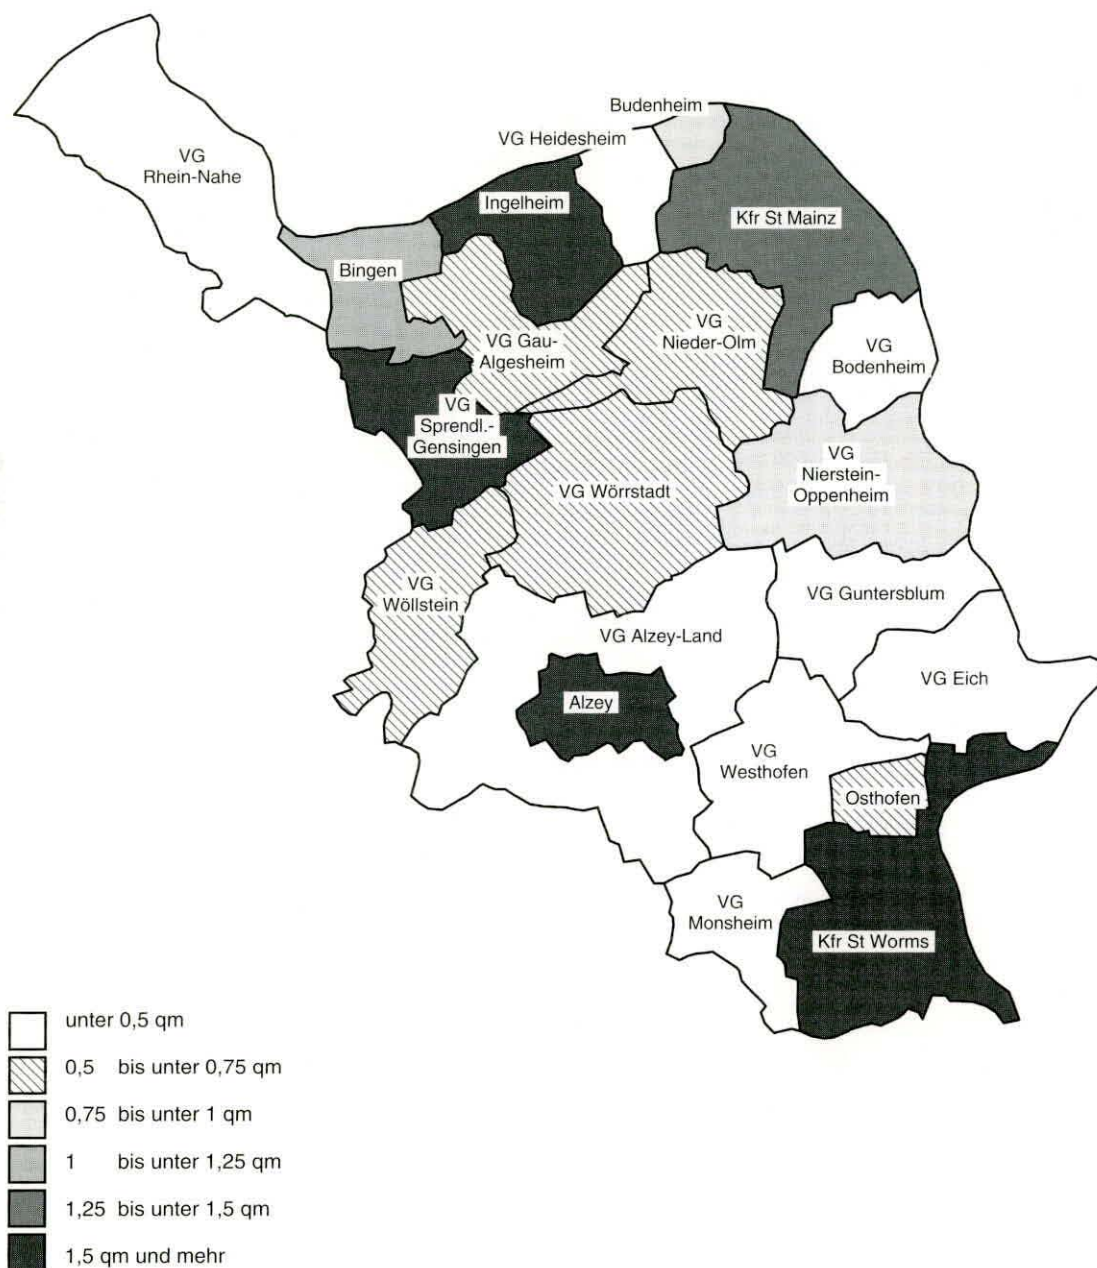 Budenheim
VG Heidesheim
VG
Rhein-Nahe
Ingelheim
Kfr St Mainz
Bingen
VG Gau-
Algesheim
VG
Nieder-Olm
VG
Bodenheim
VG
Sprendl.-
Gensingen
VG
Nierstein-
Oppenheim
VG Wörrstadt
VG
Wöllstein
VG Guntersblum
VG Alzey-Land
VG Eich
Alzey
VG
Westhofen
Osthofen
VG
Monsheim
Kfr St Worms
unter 0,5 qm
0,5 bis unter 0,75 qm
0,75 bis unter 1 qm
1 bis unter 1,25 qm
1,25 bis unter 1,5 qm
1,5 qm und mehr